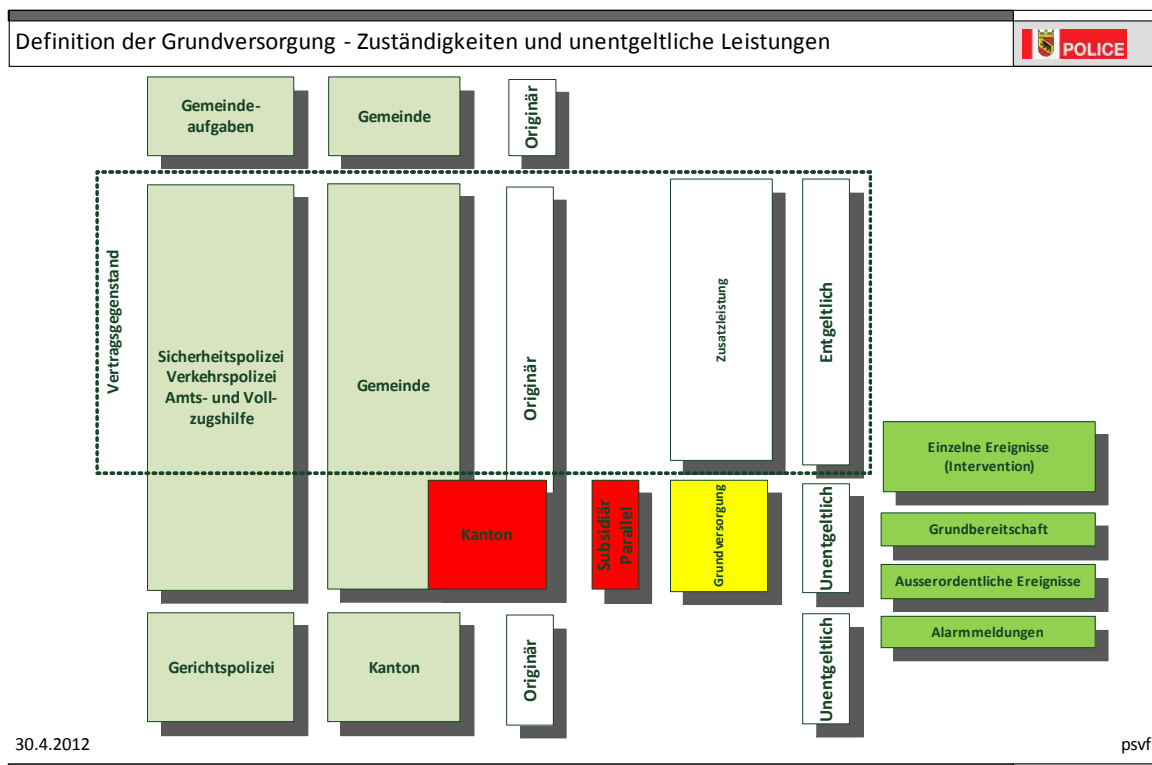 Definition der Grundversorgung - Zuständigkeiten und unentgeltliche Leistungen
POLICE
Gemeinde-
aufgaben
Gemeinde
Originär
Vertragsgegenstand
Sicherheitspolizei
Verkehrspolizei
Amts- und Voll-
zugshilfe
Gemeinde
Originär
Zusatzleistung
Entgeltlich
Kanton
Subsidiär
Parallel
Grundversorgung
Unentgeltlich
Einzelne Ereignisse
(Intervention)
Grundbereitschaft
Ausserordentliche Ereignisse
Alarmmeldungen
Gerichtspolizei
Kanton
Originär
Unentgeltlich
30.4.2012
psvf